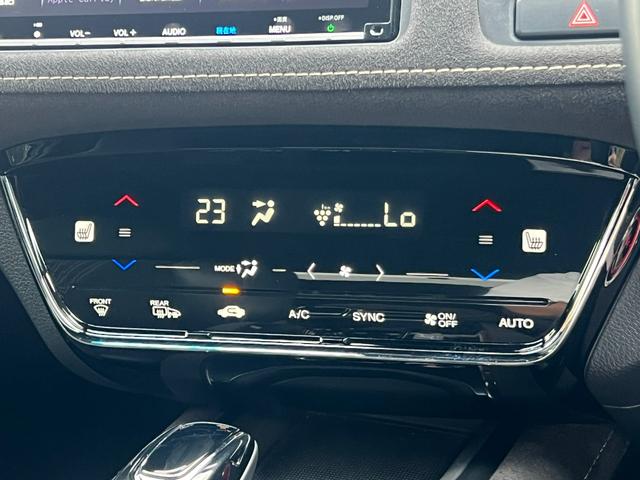 VOL−
VOL+
AUDIO
現在地
MENU
DISP OFF
23
Lo
MODE
FRONT
REAR
A/C
SYNC
ON/
OFF
AUTO